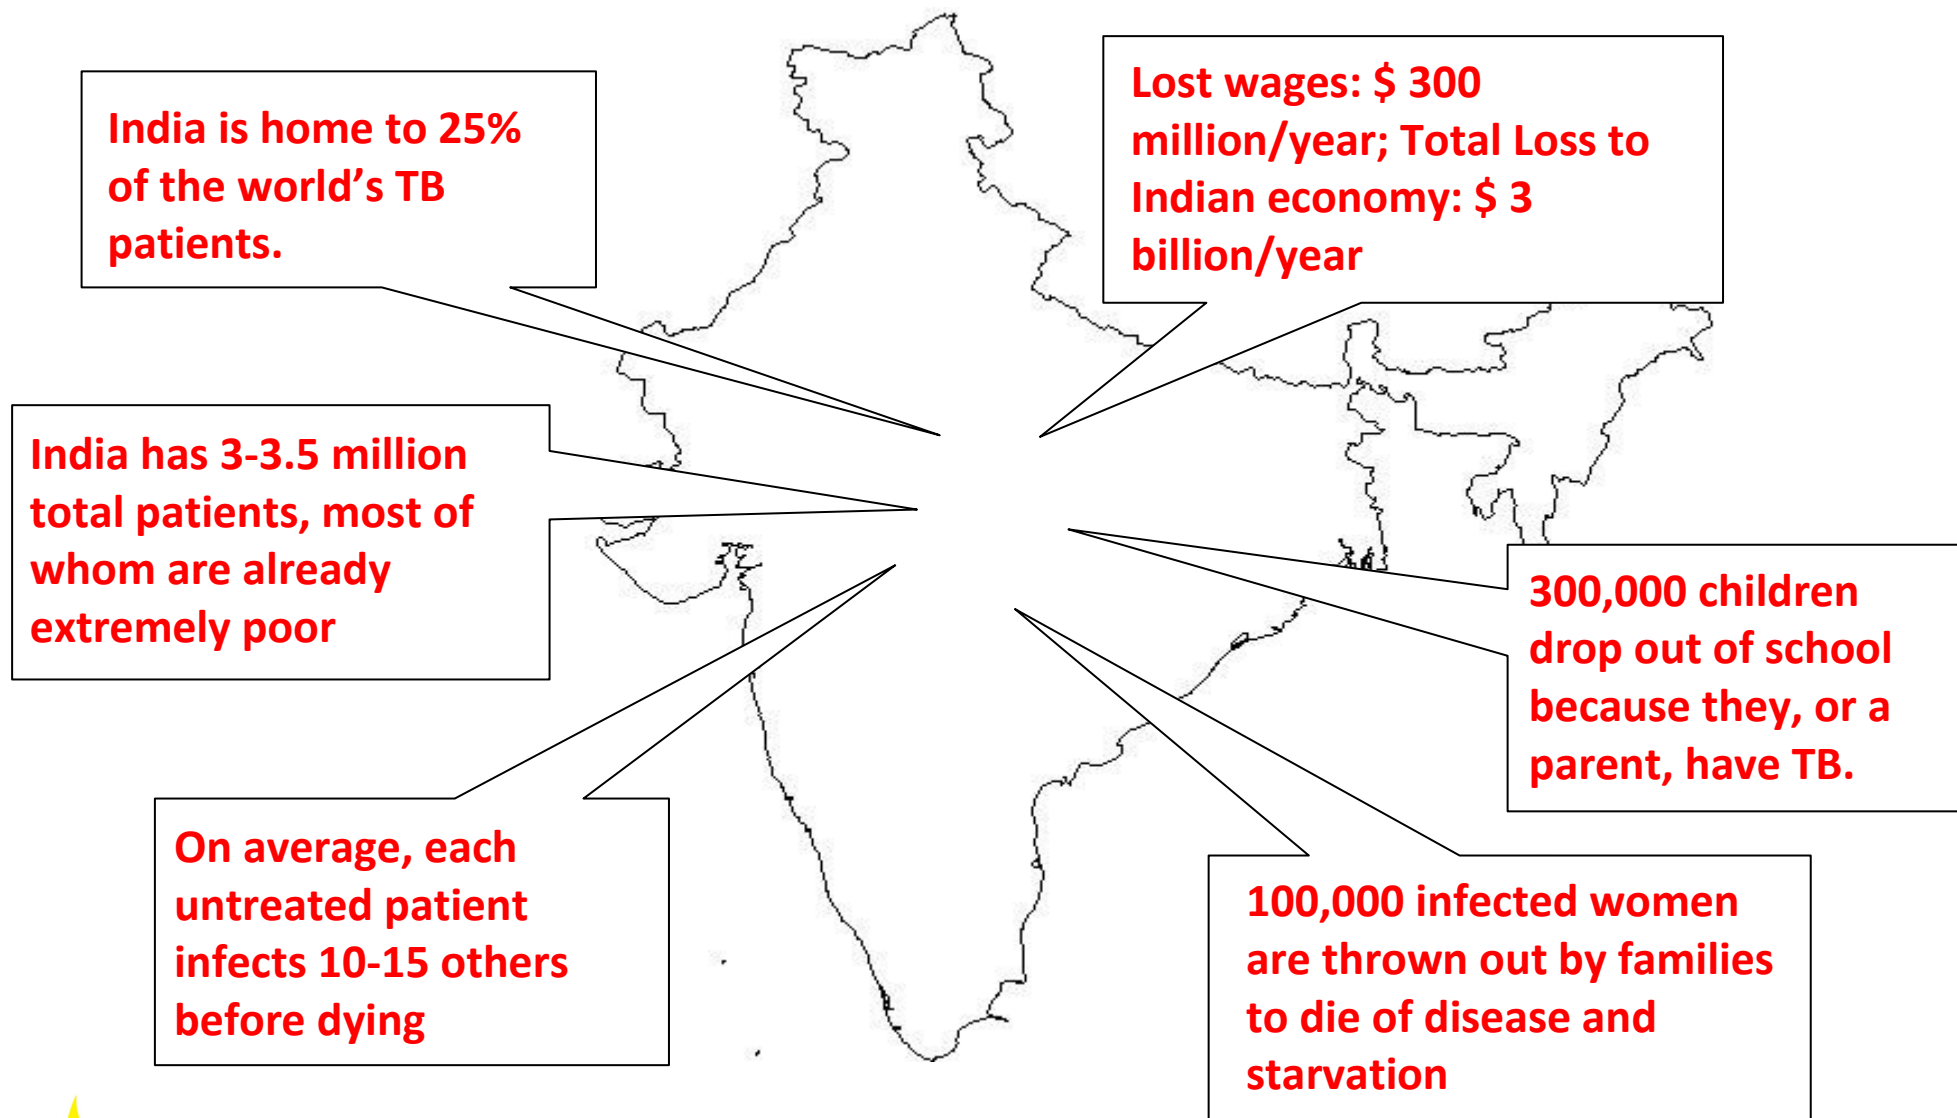 India is home to 25%
of the world’s TB
patients.
Lost wages: $ 300
million/year; Total Loss to
Indian economy: $ 3
billion/year
India has 3-3.5 million
total patients, most of
whom are already
extremely poor
300,000 children
drop out of school
because they, or a
parent, have TB.
On average, each
untreated patient
infects 10-15 others
before dying
100,000 infected women
are thrown out by families
to die of disease and
starvation